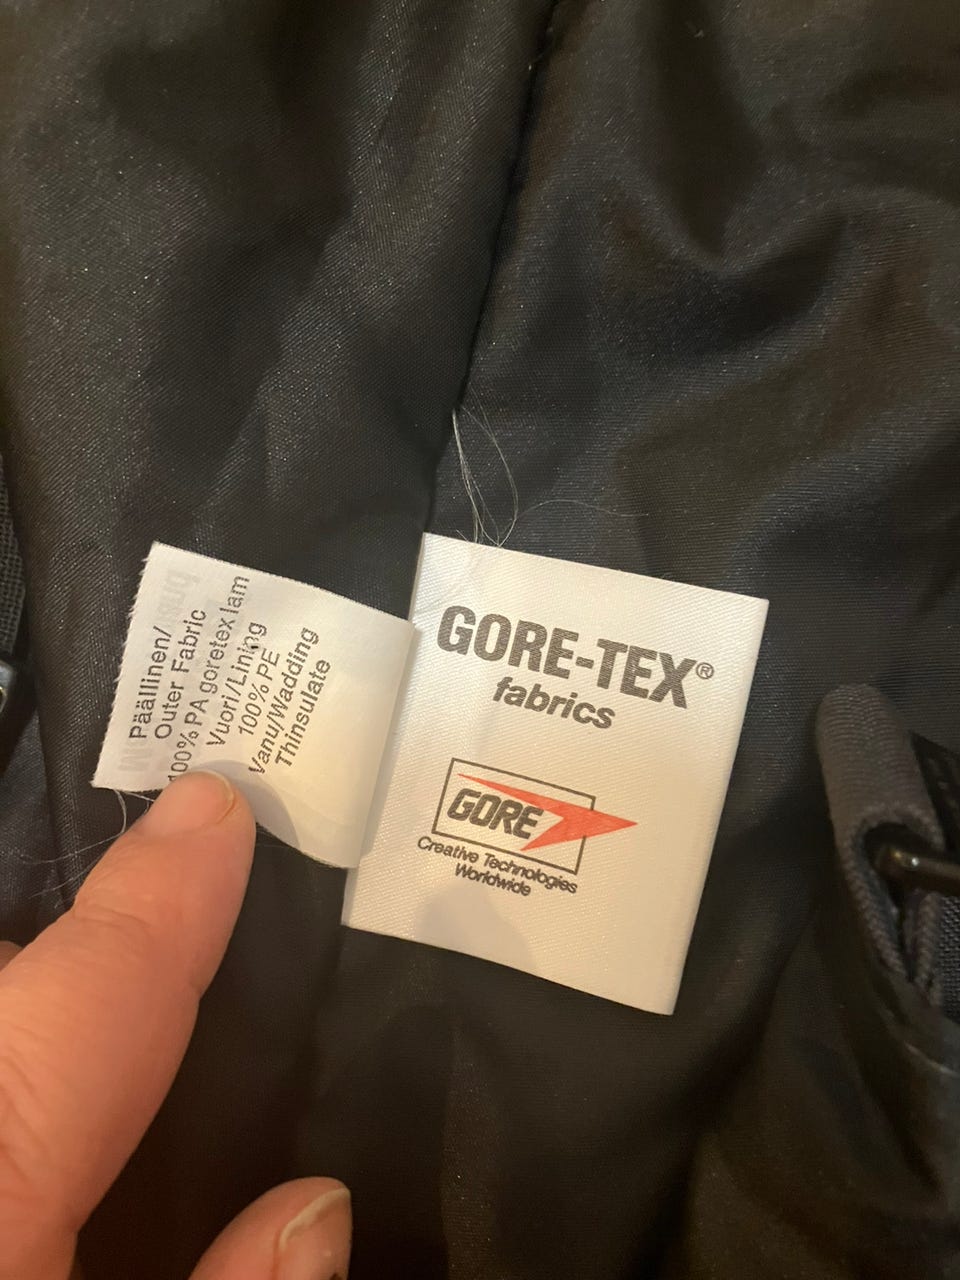 Päällinen/
Outer Fabric
100% PA goretex lam
Vuori/Lining
100% PE
Vanu/Wadding
Thinsulate
GORE-TEX®
fabrics
GORE
Creative Technologies
Worldwide